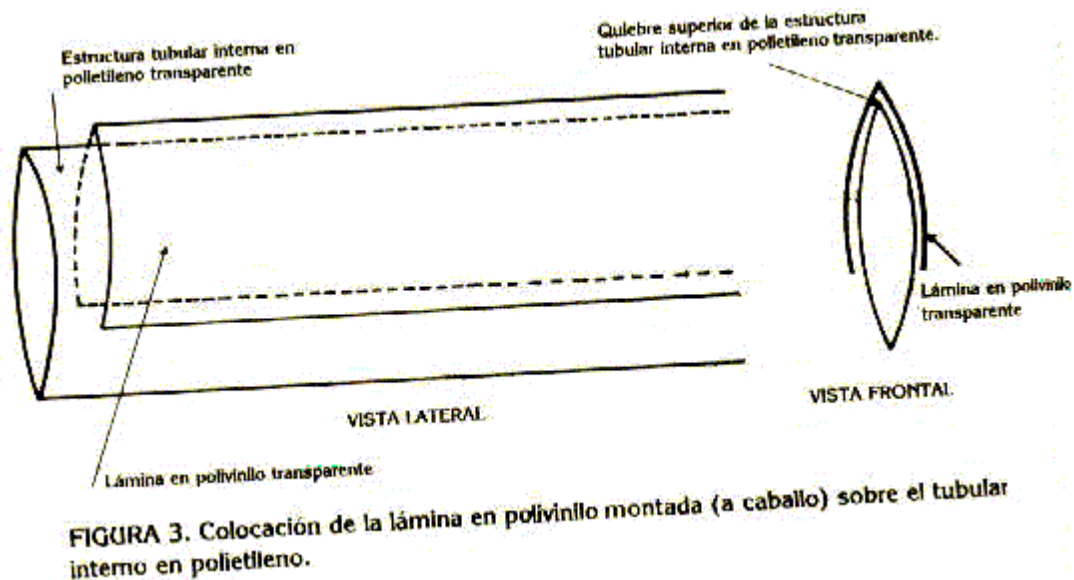 Estructura tubular interna en
polietileno transparente
Quiebre superior de la estructura
tubular interna en polietileno transparente.
Lámina en polivinilo
transparente
VISTA LATERAL
VISTA FRONTAL
Lámina en polivinilo transparente
FIGURA 3. Colocación de la lámina en polivinilo montada (a caballo) sobre el tubular
interno en polietileno.